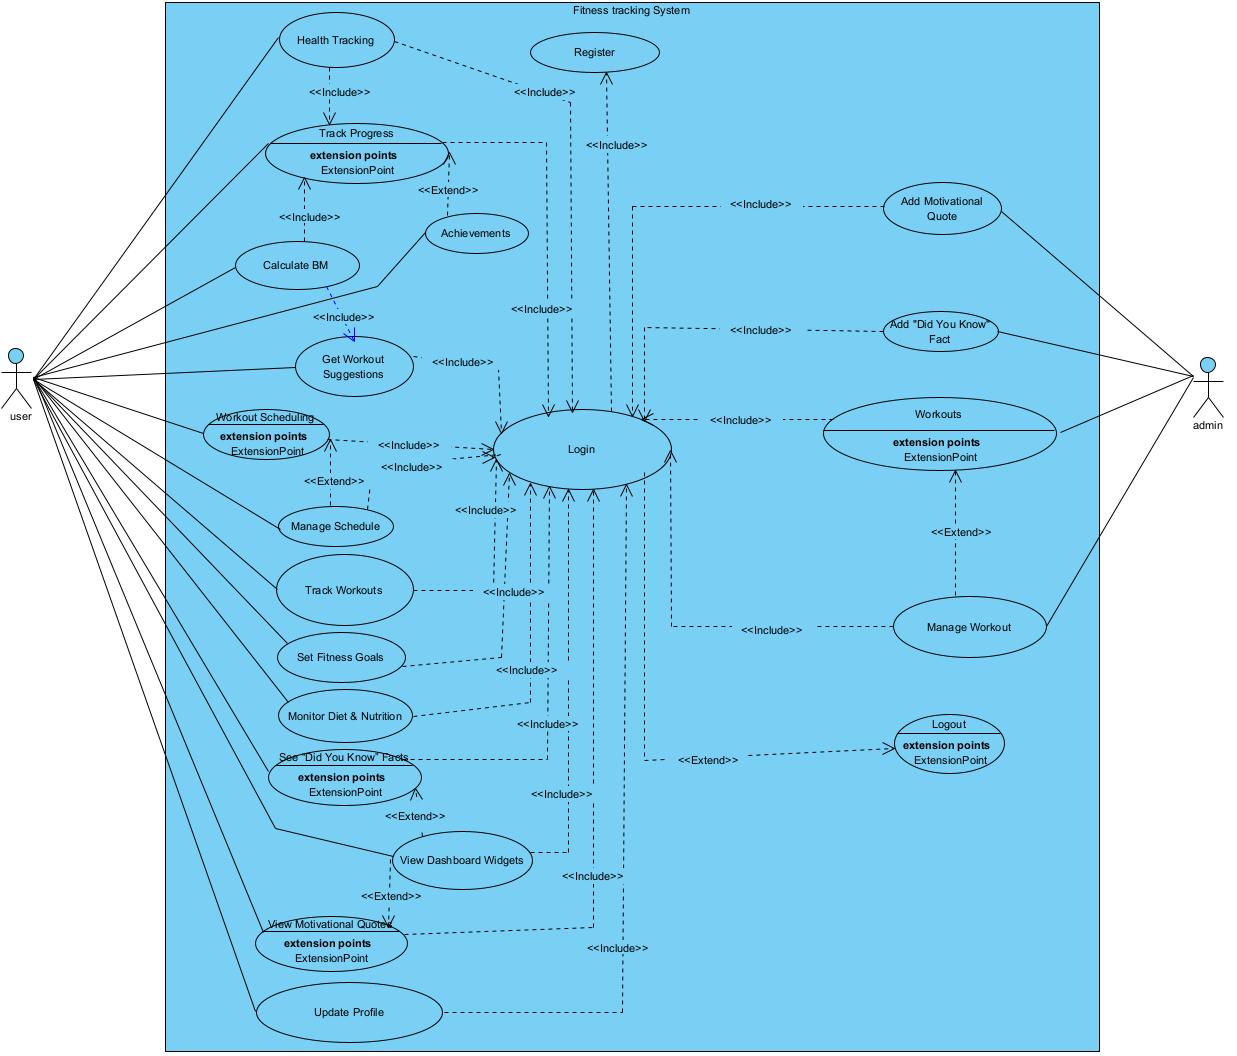 Fitness tracking System
Health Tracking
Register
<<Include>>
<<Include>>
Track Progress
extension points
ExtensionPoint
<<Include>>
<<Extend>>
Add Motivational
Quote
<<Include>>
<<Include>>
Achievements
Calculate BM
<<Include>>
<<Include>>
Add "Did You Know"
Fact
<<Include>>
Get Workout
Suggestions
<<Include>>
user
admin
Workout Scheduling
extension points
ExtensionPoint
<<Include>>
<<Include>>
Login
<<Include>>
Workouts
extension points
ExtensionPoint
<<Extend>>
<<Include>>
Manage Schedule
<<Extend>>
Track Workouts
<<Include>>
Manage Workout
<<Include>>
Set Fitness Goals
<<Include>>
Monitor Diet & Nutrition
<<Include>>
Logout
extension points
ExtensionPoint
<<Extend>>
See "Did You Know" Facts
extension points
ExtensionPoint
<<Include>>
<<Extend>>
View Dashboard Widgets
<<Include>>
<<Extend>>
View Motivational Quotes
extension points
ExtensionPoint
<<Include>>
Update Profile